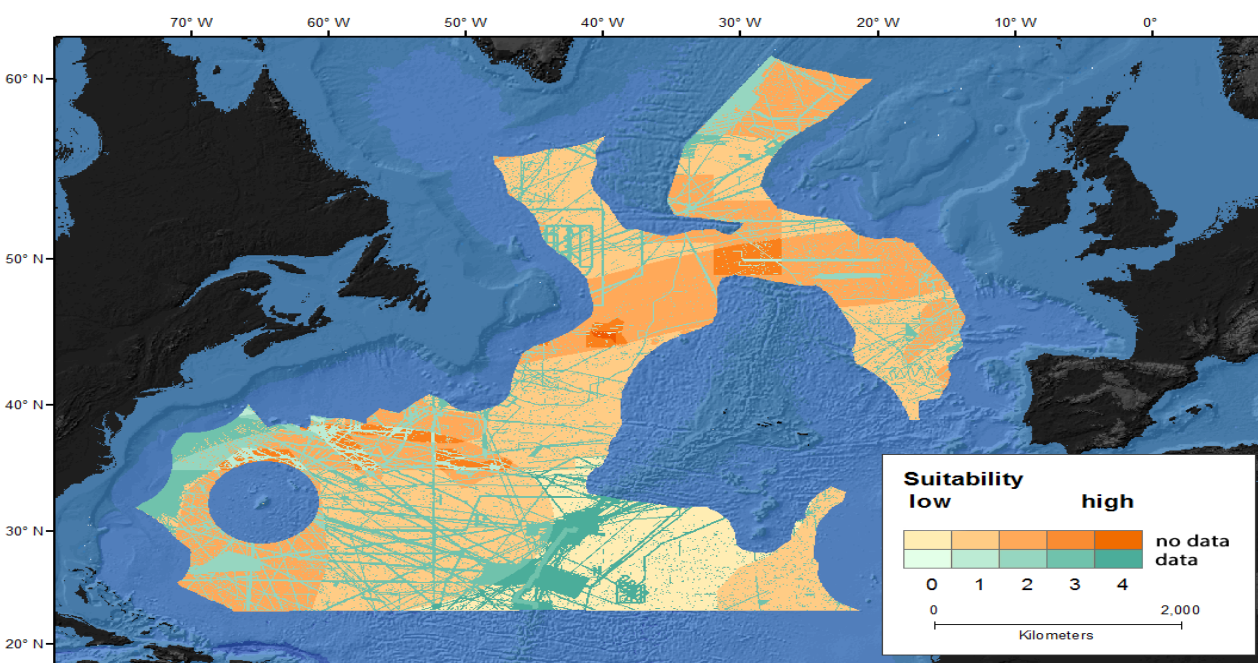 70° W 60° W 50° W 40° W 30° W 20° W 10° W 0°
60° N
50° N
40° N
30° N
20° N
Suitability
low high
no data
data
0 1 2 3 4
0 2,000
Kilometers